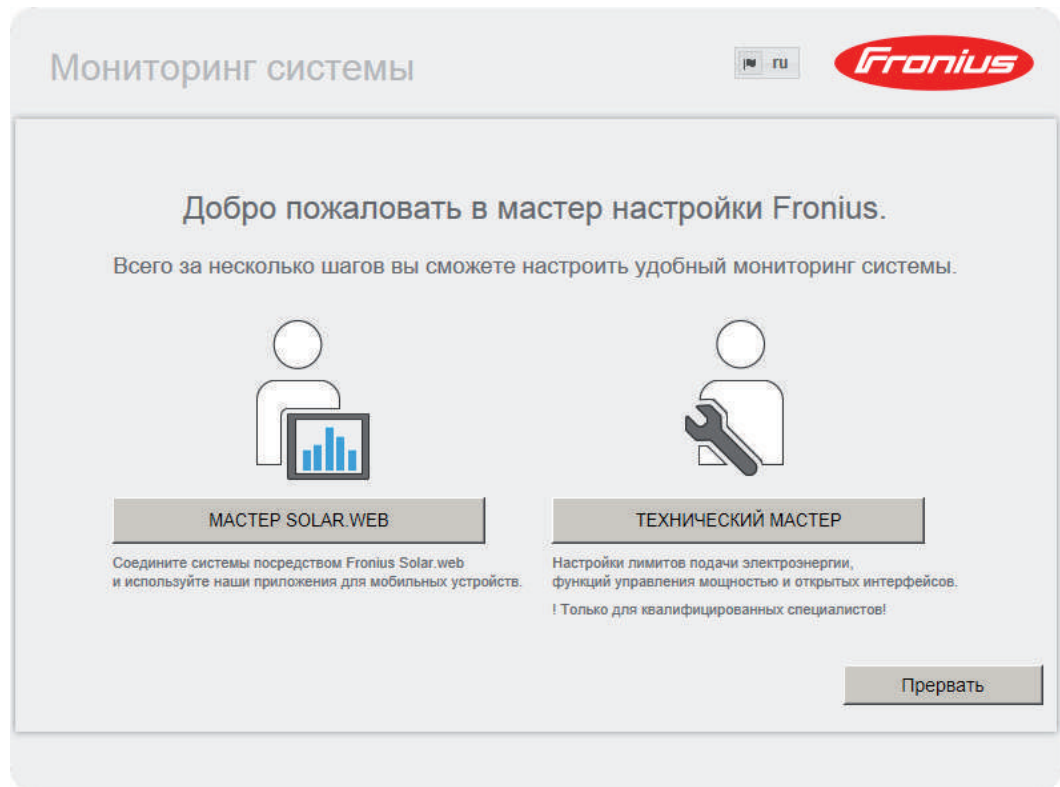 Мониторинг системы
ru
Fronius
Добро пожаловать в мастер настройки Fronius.
Всего за несколько шагов вы сможете настроить удобный мониторинг системы.
МАСТЕР SOLAR.WEB
Соедините системы посредством Fronius Solar.web
и используйте наши приложения для мобильных устройств.
ТЕХНИЧЕСКИЙ МАСТЕР
Настройки лимитов подачи электроэнергии,
функций управления мощностью и открытых интерфейсов.
! Только для квалифицированных специалистов!
Прервать